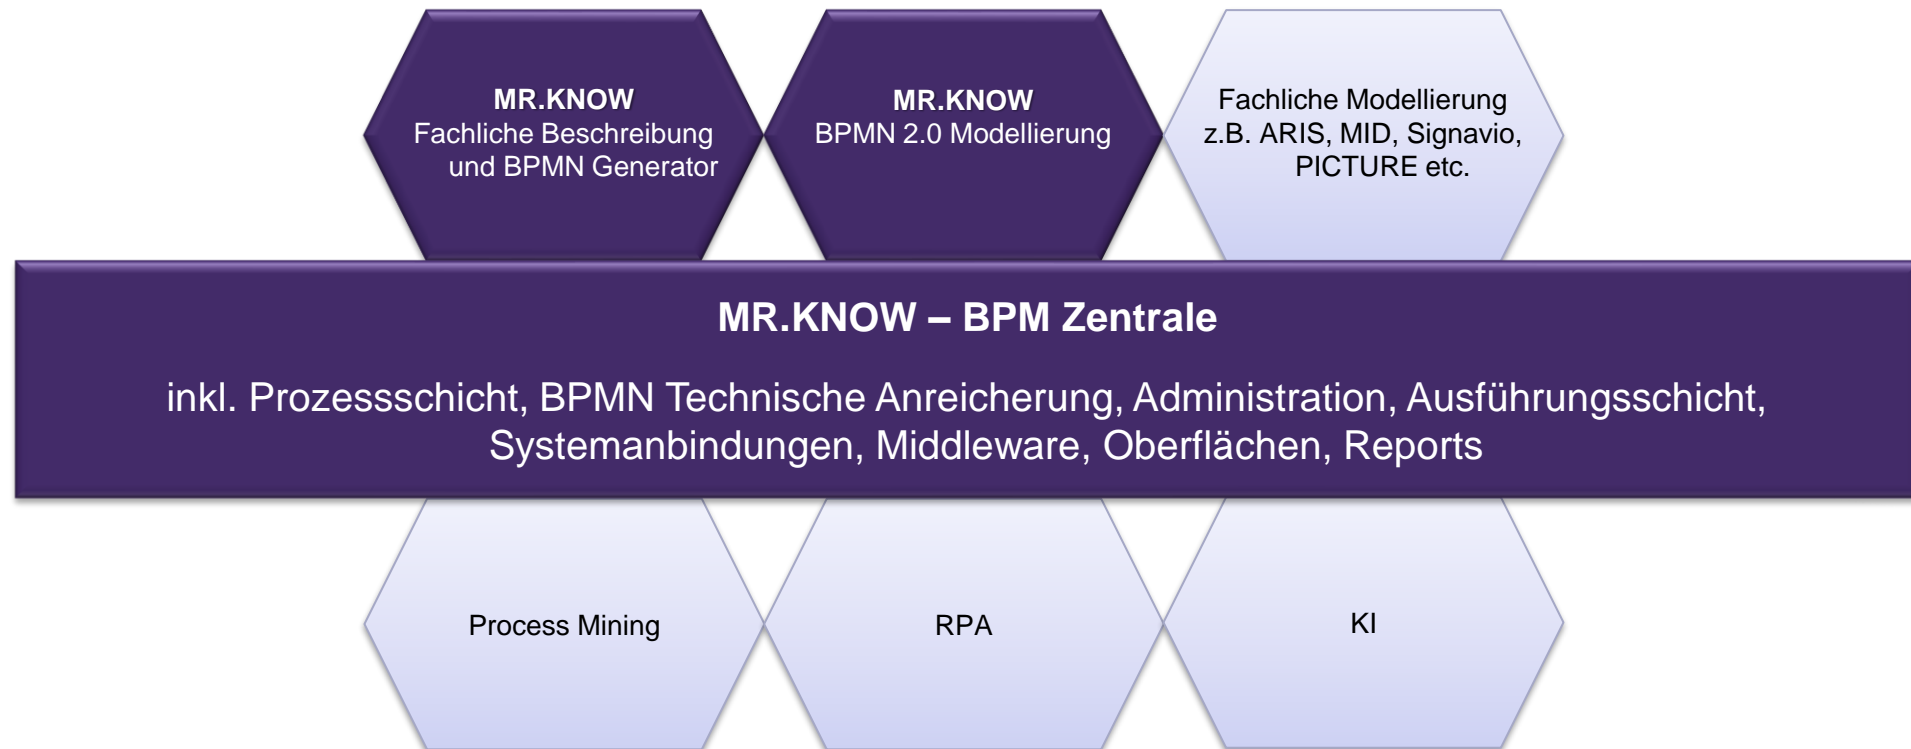 MR.KNOW
Fachliche Beschreibung
und BPMN Generator
MR.KNOW
BPMN 2.0 Modellierung
Fachliche Modellierung
z.B. ARIS, MID, Signavio,
PICTURE etc.
MR.KNOW – BPM Zentrale
inkl. Prozessschicht, BPMN Technische Anreicherung, Administration, Ausführungsschicht,
Systemanbindungen, Middleware, Oberflächen, Reports
Process Mining
RPA
KI